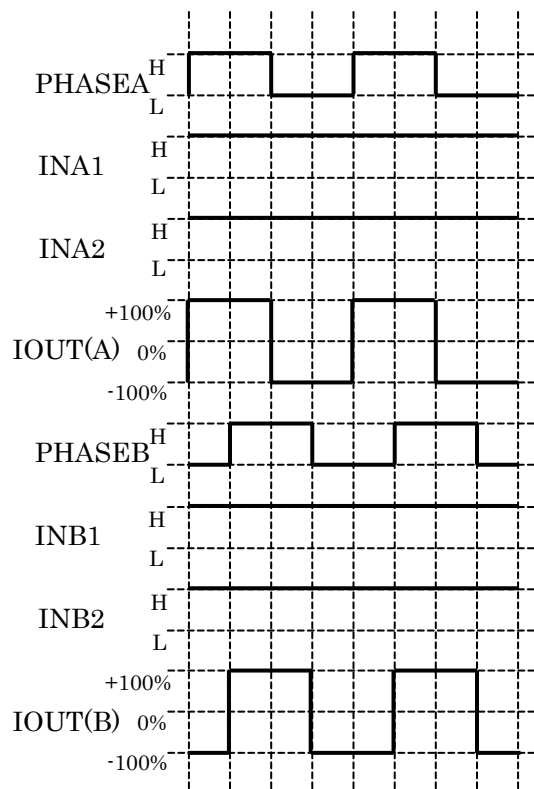 PHASEA
H
L
INA1
H
L
INA2
H
L
+100%
IOUT(A) 0%
-100%
PHASEB
H
L
INB1
H
L
INB2
H
L
+100%
IOUT(B) 0%
-100%